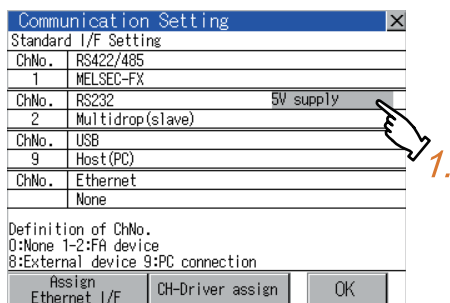 Communication Setting ×
Standard I/F Setting
ChNo. RS422/485
1 MELSEC-FX
ChNo. RS232 5V supply
2 Multidrop(slave)
ChNo. USB
9 Host(PC)
ChNo. Ethernet
None
Definition of ChNo.
0:None 1-2:FA device
8:External device 9:PC connection
Assign Ethernet I/F CH-Driver assign OK
1.